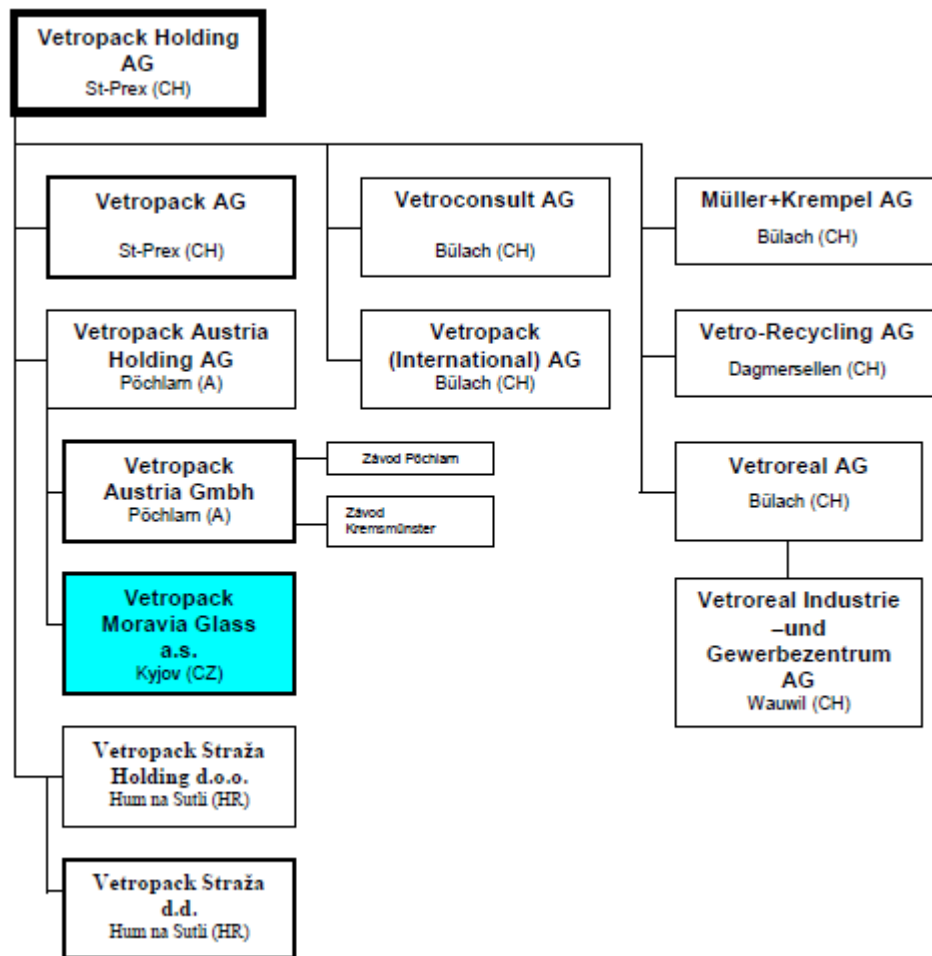 Vetropack Holding
AG
St-Prex (CH)
Vetropack AG
St-Prex (CH)
Vetroconsult AG
Bülach (CH)
Müller+Krempel AG
Bülach (CH)
Vetropack Austria
Holding AG
Pöchlarn (A)
Vetropack
(International) AG
Bülach (CH)
Vetro-Recycling AG
Dagmersellen (CH)
Vetropack
Austria Gmbh
Pöchlarn (A)
Závod Pöchlarn
Závod
Kremsmünster
Vetroreal AG
Bülach (CH)
Vetropack
Moravia Glass
a.s.
Kyjov (CZ)
Vetroreal Industrie
–und
Gewerbezentrum
AG
Wauwil (CH)
Vetropack Straža
Holding d.o.o.
Hum na Sutli (HR)
Vetropack Straža
d.d.
Hum na Sutli (HR)